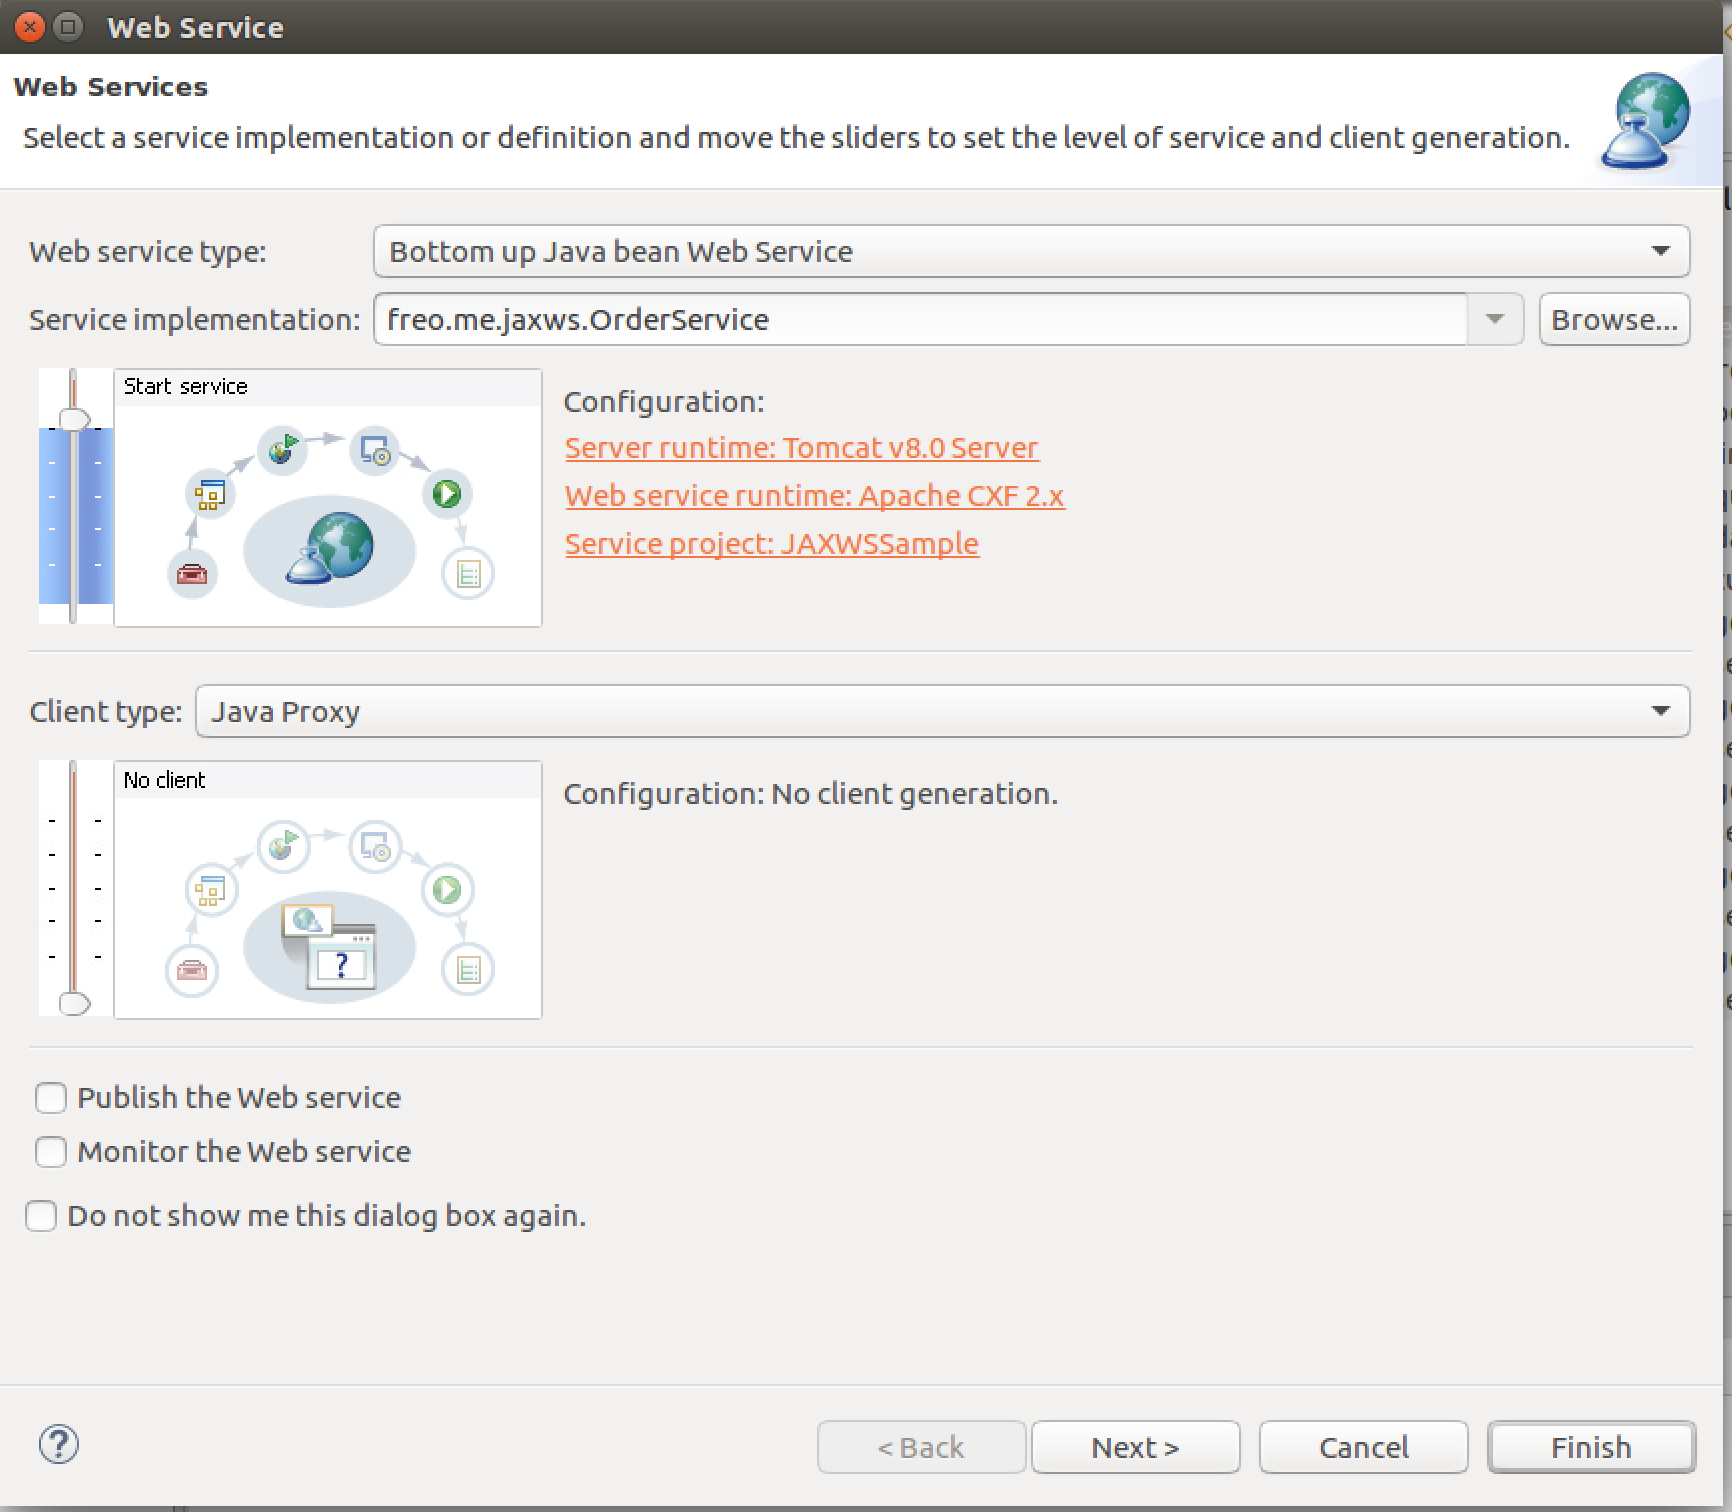 Web Service
Web Services
Select a service implementation or definition and move the sliders to set the level of service and client generation.
Web service type: Bottom up Java bean Web Service
Service implementation: freo.me.jaxws.OrderService Browse...
Start service
Configuration:
Server runtime: Tomcat v8.0 Server
Web service runtime: Apache CXF 2.x
Service project: JAXWSSample
Client type: Java Proxy
No client
Configuration: No client generation.
?
Publish the Web service
Monitor the Web service
Do not show me this dialog box again.
? < Back Next > Cancel Finish